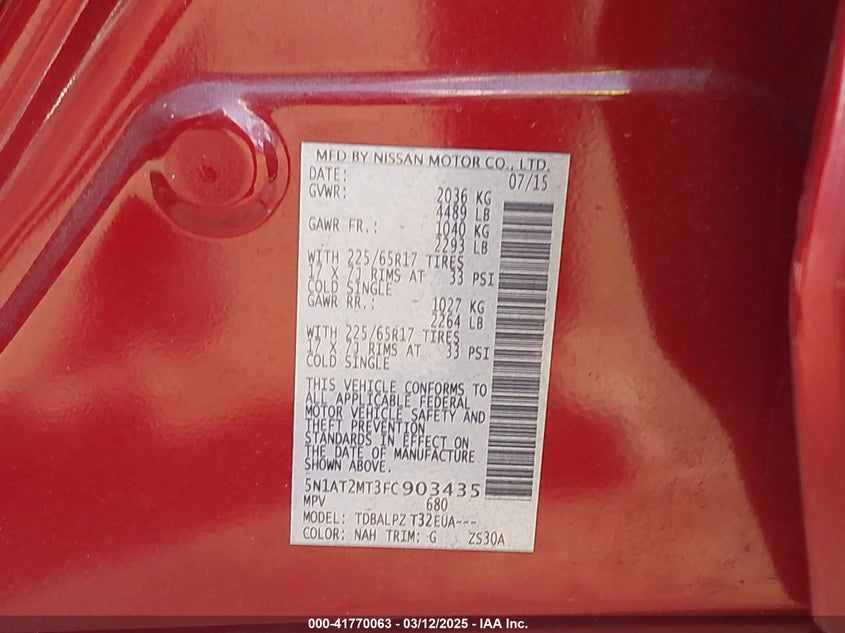 MFD BY NISSAN MOTOR CO., LTD.
DATE: 07/15
GVWR: 2036 KG
4489 LB
GAWR FR.: 1040 KG
2293 LB
WITH 225/65R17 TIRES
17 X 7J RIMS AT 33 PSI
COLD SINGLE
GAWR RR.: 1027 KG
2264 LB
WITH 225/65R17 TIRES
17 X 7J RIMS AT 33 PSI
COLD SINGLE
THIS VEHICLE CONFORMS TO
ALL APPLICABLE FEDERAL
MOTOR VEHICLE SAFETY AND
THEFT PREVENTION
STANDARDS IN EFFECT ON
THE DATE OF MANUFACTURE
SHOWN ABOVE.
5N1AT2MT3FC903435
MPV 680
MODEL: TDBALPZ T32EUA---
COLOR: NAH TRIM: G ZS30A
000-41770063 - 03/12/2025 - IAA Inc.